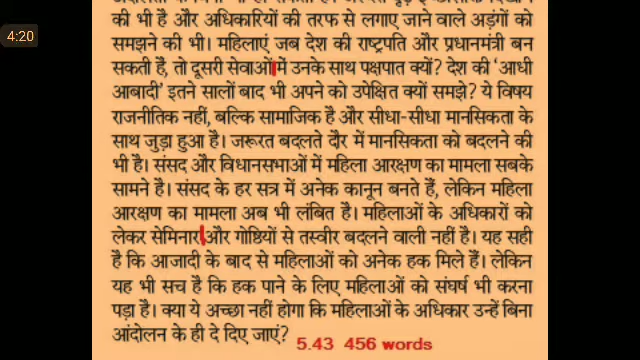 की भी है और अधिकारियों की तरफ से लगाए जाने वाले अड़ंगों को
4:20
समझने की भी। महिलाएं जब देश की राष्ट्रपति और प्रधानमंत्री बन
सकती हैं, तो दूसरी सेवाओं में उनके साथ पक्षपात क्यों? देश की ‘आधी
आबादी’ इतने सालों बाद भी अपने को उपेक्षित क्यों समझे? ये विषय
राजनीतिक नहीं, बल्कि सामाजिक है और सीधा-सीधा मानसिकता के
साथ जुड़ा हुआ है। जरूरत बदलते दौर में मानसिकता को बदलने की
भी है। संसद और विधानसभाओं में महिला आरक्षण का मामला सबके
सामने है। संसद के हर सत्र में अनेक कानून बनते हैं, लेकिन महिला
आरक्षण का मामला अब भी लंबित है। महिलाओं के अधिकारों को
लेकर सेमिनार और गोष्ठियों से तस्वीर बदलने वाली नहीं है। यह सही
है कि आजादी के बाद से महिलाओं को अनेक हक मिले हैं। लेकिन
यह भी सच है कि हक पाने के लिए महिलाओं को संघर्ष भी करना
पड़ा है। क्या ये अच्छा नहीं होगा कि महिलाओं के अधिकार उन्हें बिना
आंदोलन के ही दे दिए जाएं?
5.43 456 words